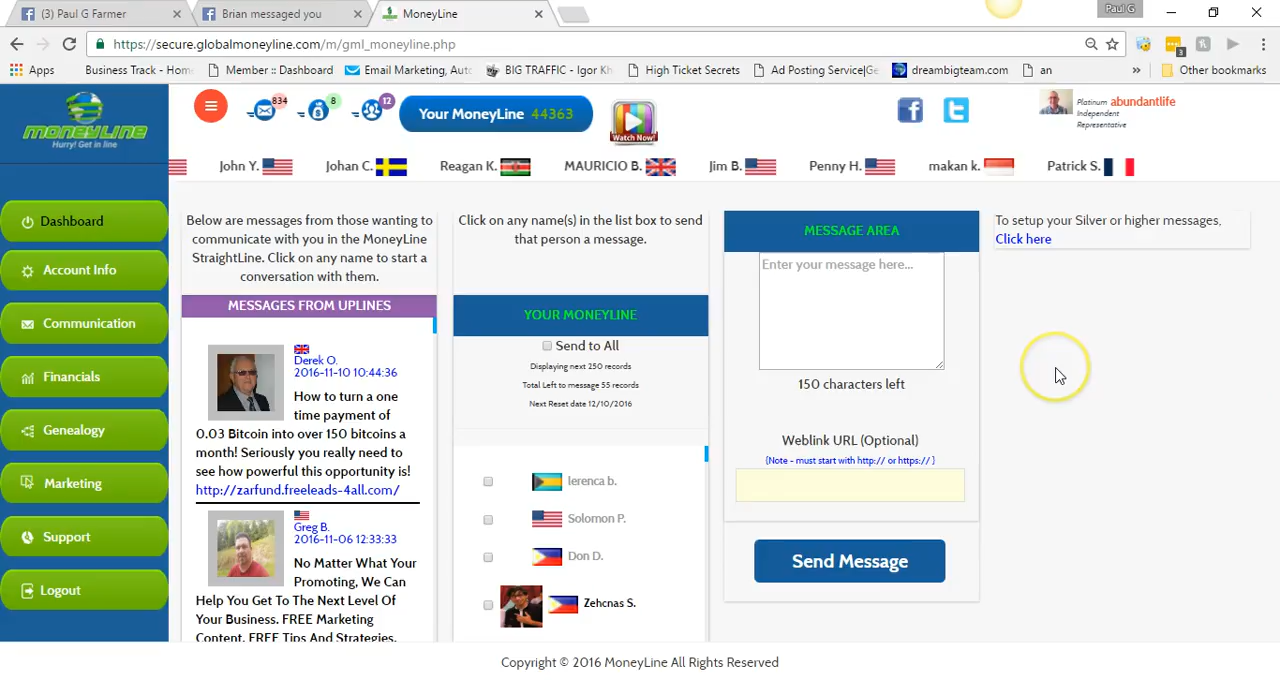 (3) Paul G Farmer
Brian messaged you
MoneyLine
Paul G
https://secure.globalmoneyline.com/m/gml_moneyline.php
3
Apps
Business Track - Home
Member :: Dashboard
Email Marketing, Auto
BIG TRAFFIC - Igor Kh
High Ticket Secrets
Ad Posting Service|Ge
dreambigteam.com
an
»
Other bookmarks
MONEYLINE
Hurry! Get in line
834
8
12
Your MoneyLine 44363
Watch Now!
Platinum abundantlife
Independent
Representative
John Y.
Johan C.
Reagan K.
MAURICIO B.
Jim B.
Penny H.
makan k.
Patrick S.
Dashboard
Account Info
Communication
Financials
Genealogy
Marketing
Support
Logout
Below are messages from those wanting to
communicate with you in the MoneyLine
StraightLine. Click on any name to start a
conversation with them.
MESSAGES FROM UPLINES
Derek O.
2016-11-10 10:44:36
How to turn a one
time payment of
0.03 Bitcoin into over 150 bitcoins a
month! Seriously you really need to
see how powerful this opportunity is!
http://zarfund.freeleads-4all.com/
Greg B.
2016-11-06 12:33:33
No Matter What Your
Promoting, We Can
Help You Get To The Next Level Of
Your Business. FREE Marketing
Content, FREE Tips And Strategies,
Click on any name(s) in the list box to send
that person a message.
YOUR MONEYLINE
Send to All
Displaying next 250 records
Total Left to message 55 records
Next Reset date 12/10/2016
Ierenca b.
Solomon P.
Don D.
Zehcnas S.
MESSAGE AREA
Enter your message here...
150 characters left
Weblink URL (Optional)
(Note - must start with http:// or https:// )
Send Message
To setup your Silver or higher messages,
Click here
Copyright © 2016 MoneyLine All Rights Reserved